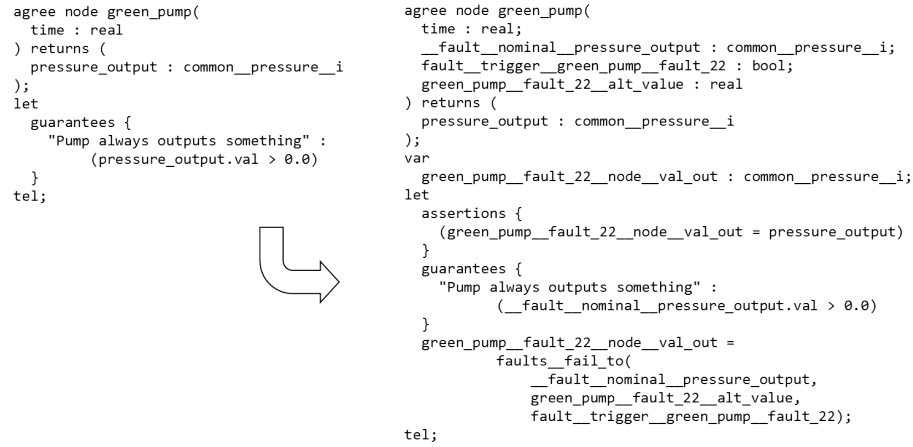 agree node green_pump(
  time : real
) returns (
  pressure_output : common__pressure__i
);
let
  guarantees {
    "Pump always outputs something" :
         (pressure_output.val > 0.0)
  }
tel;
agree node green_pump(
  time : real;
  __fault__nominal__pressure_output : common__pressure__i;
  fault__trigger__green_pump__fault_22 : bool;
  green_pump__fault_22__alt_value : real
) returns (
  pressure_output : common__pressure__i
);
var
  green_pump__fault_22__node__val_out : common__pressure__i;
let
  assertions {
    (green_pump__fault_22__node__val_out = pressure_output)
  }
  guarantees {
    "Pump always outputs something" :
          (__fault__nominal__pressure_output.val > 0.0)
  }
  green_pump__fault_22__node__val_out =
          faults__fail_to(
              __fault__nominal__pressure_output,
              green_pump__fault_22__alt_value,
              fault__trigger__green_pump__fault_22);
tel;